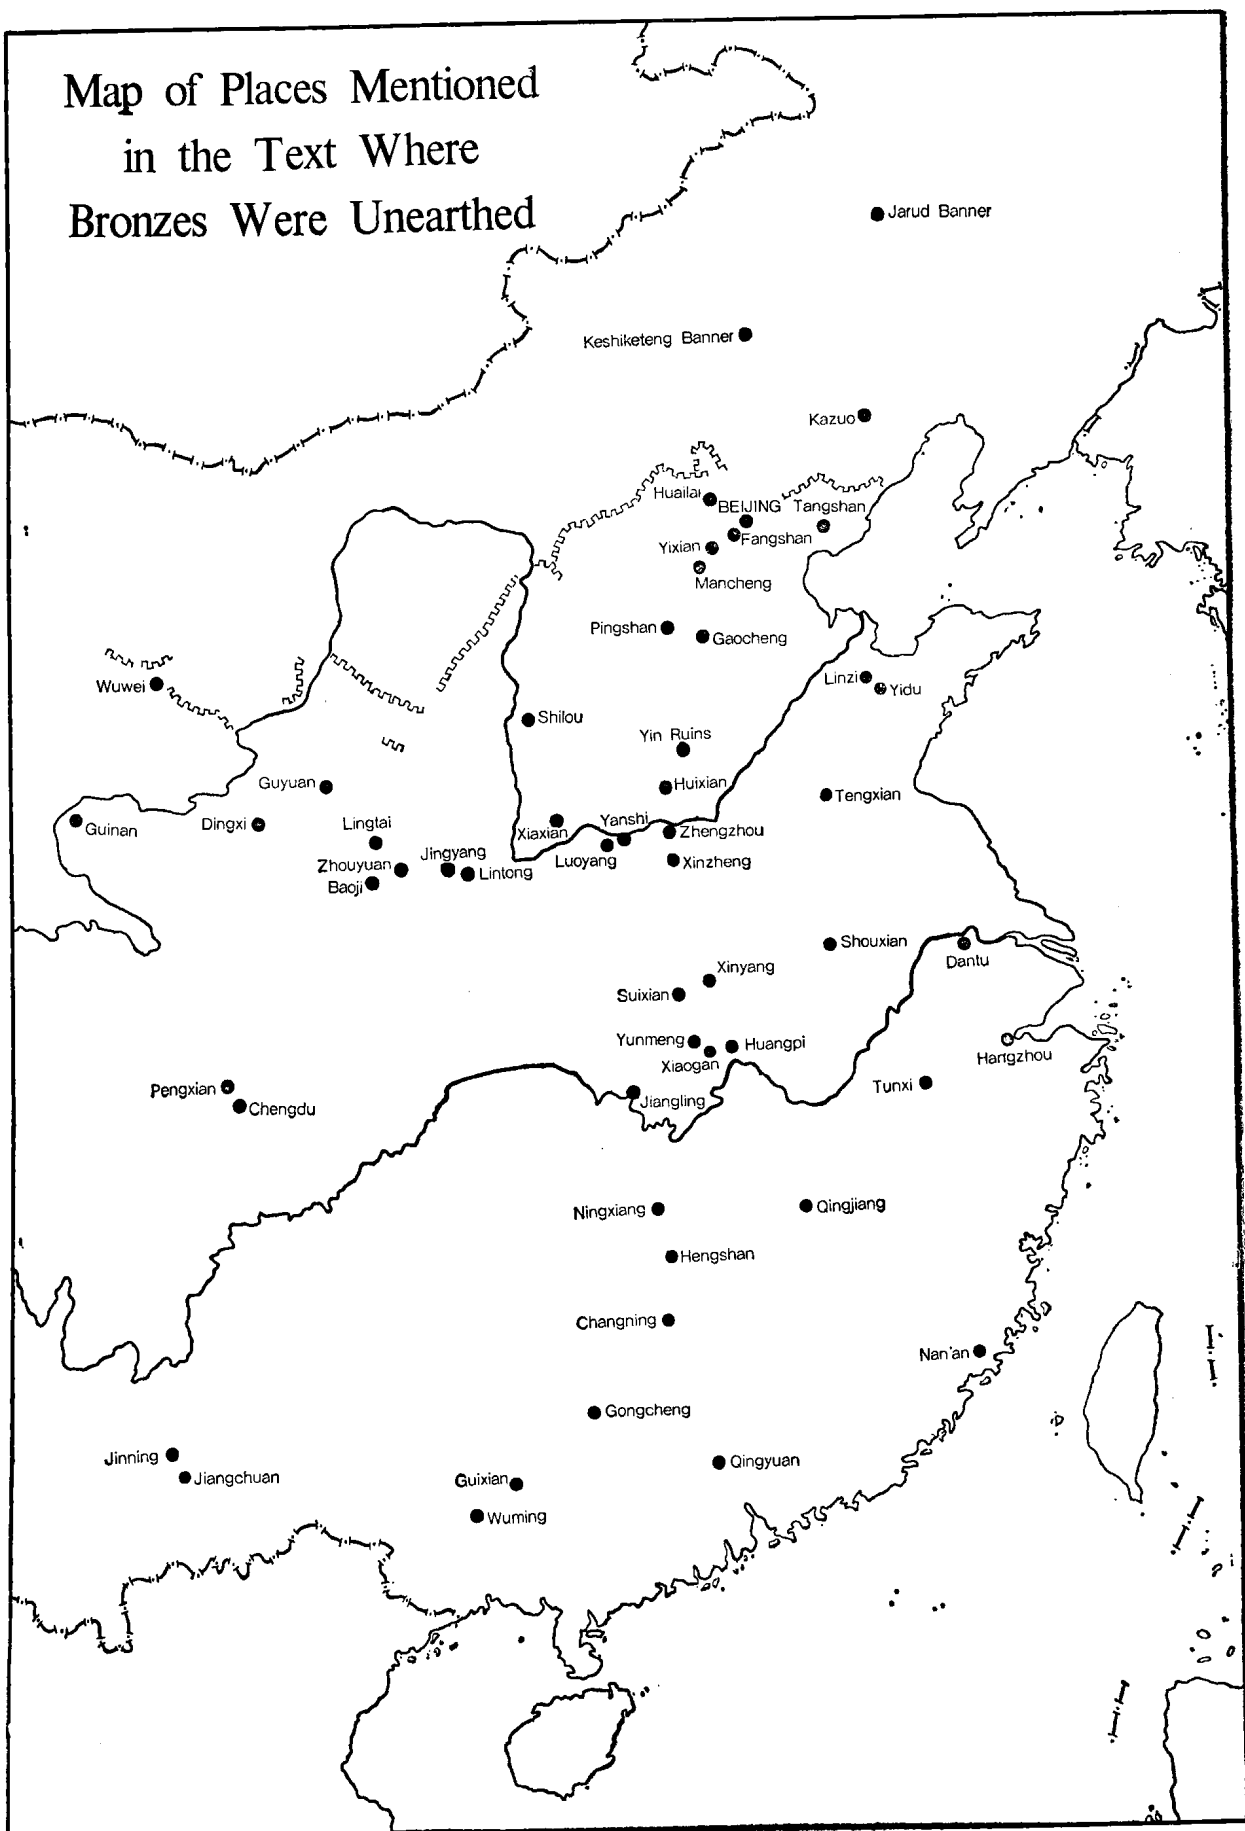 Map of Places Mentioned
in the Text Where
Bronzes Were Unearthed
Jarud Banner
Keshiketeng Banner
Kazuo
Huailai
BEIJING
Tangshan
Fangshan
Yixian
Mancheng
Pingshan
Gaocheng
Linzi
Yidu
Wuwei
Shilou
Yin Ruins
Guyuan
Huixian
Tengxian
Guinan
Dingxi
Lingtai
Xiaxian
Yanshi
Zhengzhou
Luoyang
Xinzheng
Zhouyuan
Jingyang
Lintong
Baoji
Shouxian
Dantu
Xinyang
Suixian
Yunmeng
Huangpi
Xiaogan
Hangzhou
Pengxian
Chengdu
Jiangling
Tunxi
Ningxiang
Qingjiang
Hengshan
Changning
Nan'an
Gongcheng
Jinning
Jiangchuan
Guixian
Qingyuan
Wuming